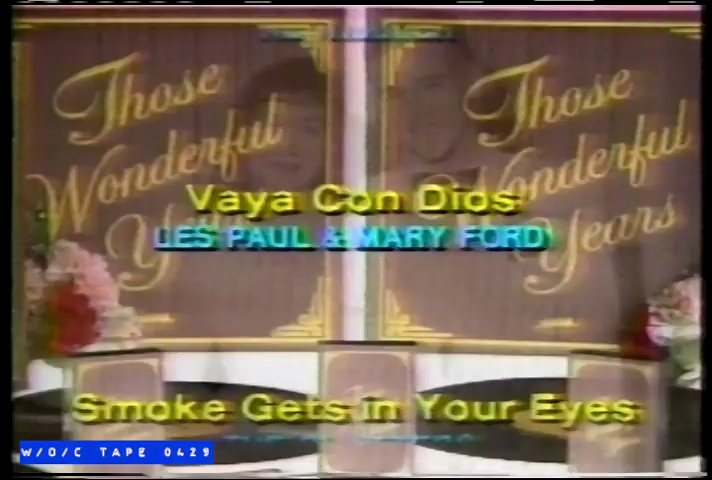 Those
Wonderful
Years
Those
Wonderful
Years
Vaya Con Dios
LES PAUL & MARY FORD
Smoke Gets in Your Eyes
W/O/C TAPE 0429